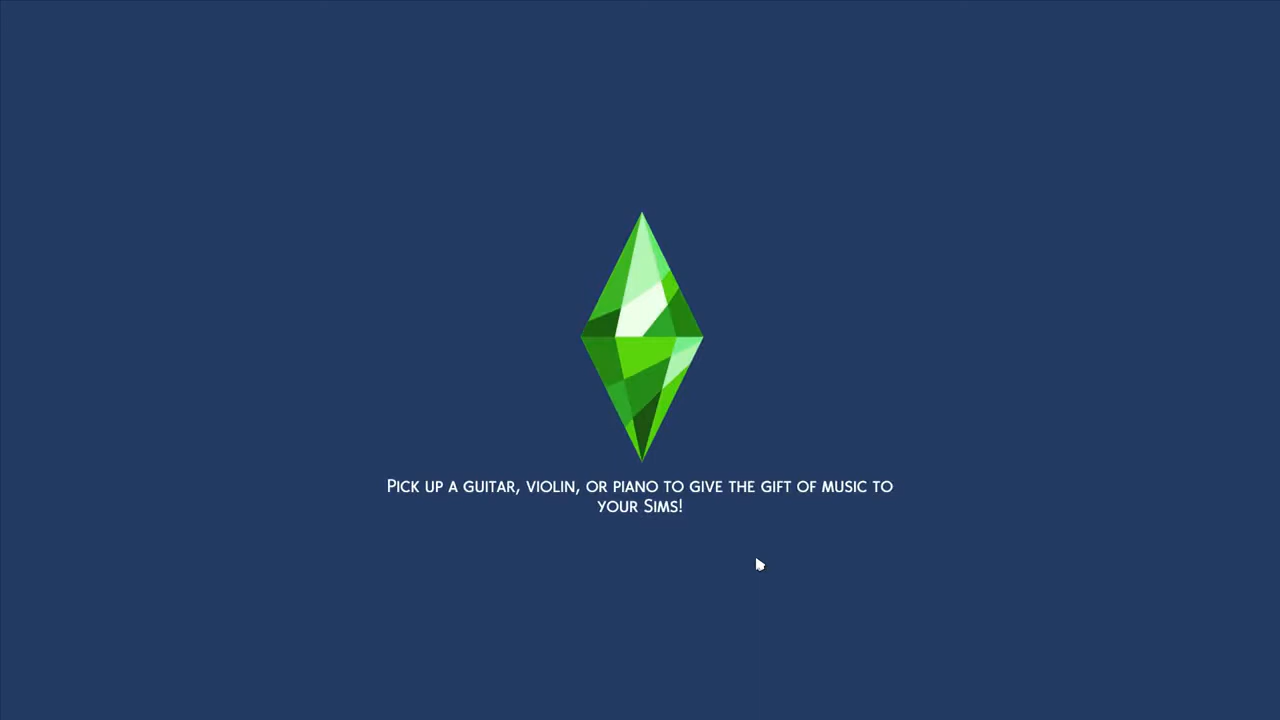 Pick up a guitar, violin, or piano to give the gift of music to
your Sims!